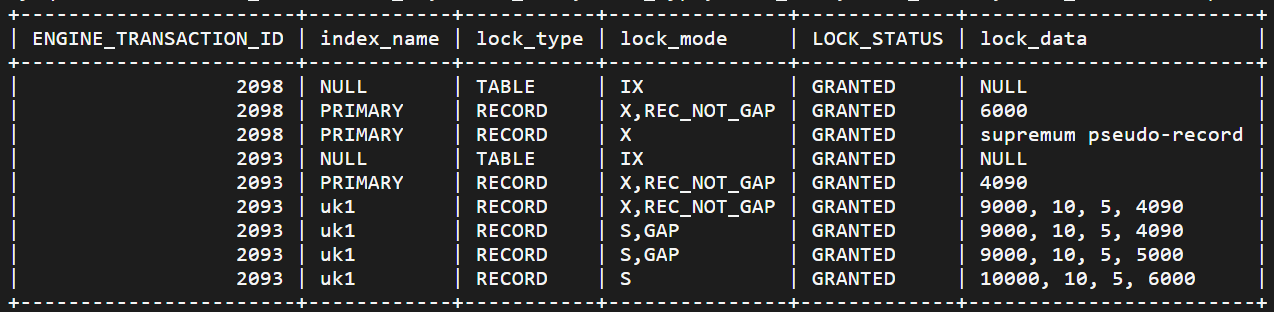 +-----------------------+------------+-----------+---------------+-------------+------------------------+
| ENGINE_TRANSACTION_ID | index_name | lock_type | lock_mode     | LOCK_STATUS | lock_data              |
+-----------------------+------------+-----------+---------------+-------------+------------------------+
|                  2098 | NULL       | TABLE     | IX            | GRANTED     | NULL                   |
|                  2098 | PRIMARY    | RECORD    | X,REC_NOT_GAP | GRANTED     | 6000                   |
|                  2098 | PRIMARY    | RECORD    | X             | GRANTED     | supremum pseudo-record |
|                  2093 | NULL       | TABLE     | IX            | GRANTED     | NULL                   |
|                  2093 | PRIMARY    | RECORD    | X,REC_NOT_GAP | GRANTED     | 4090                   |
|                  2093 | uk1        | RECORD    | X,REC_NOT_GAP | GRANTED     | 9000, 10, 5, 4090      |
|                  2093 | uk1        | RECORD    | S,GAP         | GRANTED     | 9000, 10, 5, 4090      |
|                  2093 | uk1        | RECORD    | S,GAP         | GRANTED     | 9000, 10, 5, 5000      |
|                  2093 | uk1        | RECORD    | S             | GRANTED     | 10000, 10, 5, 6000     |
+-----------------------+------------+-----------+---------------+-------------+------------------------+